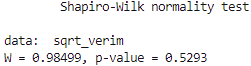 Shapiro-Wilk normality test
data:  sqrt_verim
W = 0.98499, p-value = 0.5293